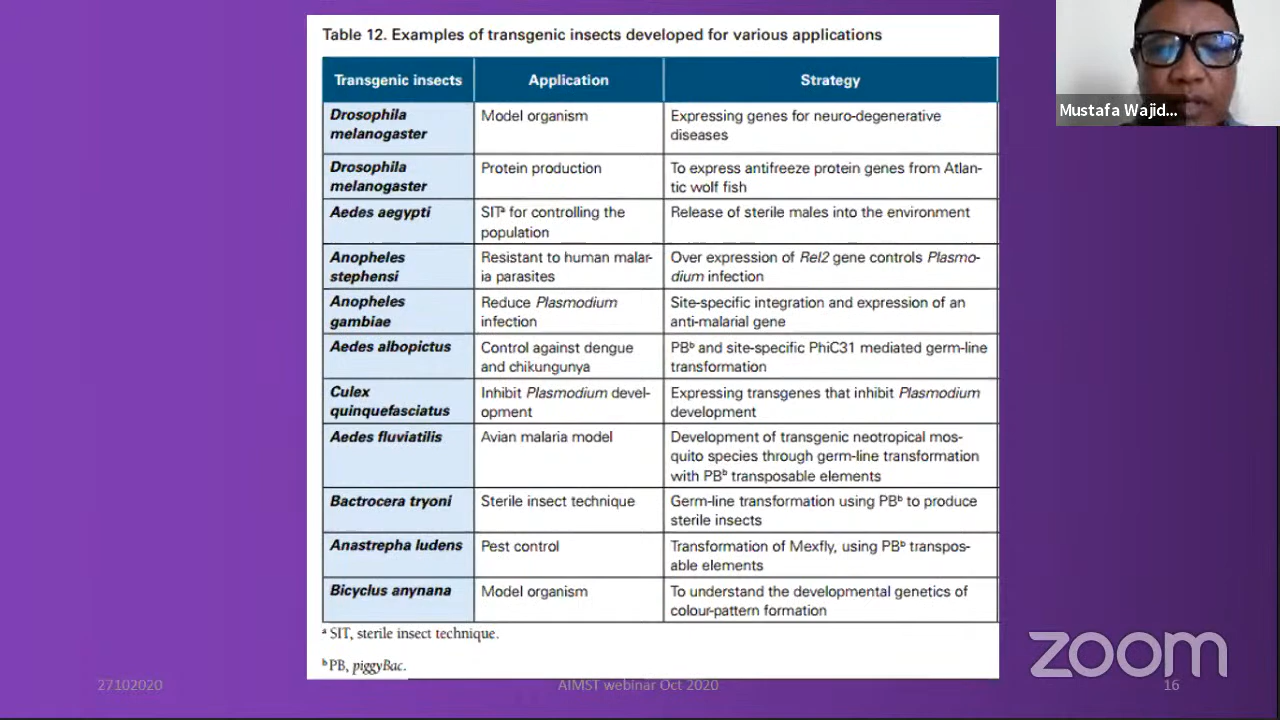 Table 12. Examples of transgenic insects developed for various applications
Transgenic insects Application Strategy
Drosophila Model organism Expressing genes for neuro-degenerative
melanogaster diseases
Drosophila Protein production To express antifreeze protein genes from Atlan-
melanogaster tic wolf fish
Aedes aegypti SITa for controlling the Release of sterile males into the environment
population
Anopheles Resistant to human malar- Over expression of Rel2 gene controls Plasmo-
stephensi ia parasites dium infection
Anopheles Reduce Plasmodium Site-specific integration and expression of an
gambiae infection anti-malarial gene
Aedes albopictus Control against dengue PBb and site-specific PhiC31 mediated germ-line
and chikungunya transformation
Culex Inhibit Plasmodium devel- Expressing transgenes that inhibit Plasmodium
quinquefasciatus opment development
Aedes fluviatilis Avian malaria model Development of transgenic neotropical mos-
quito species through germ-line transformation
with PBb transposable elements
Bactrocera tryoni Sterile insect technique Germ-line transformation using PBb to produce
sterile insects
Anastrepha ludens Pest control Transformation of Mexfly, using PBb transpos-
able elements
Bicyclus anynana Model organism To understand the developmental genetics of
colour-pattern formation
a SIT, sterile insect technique.
b PB, piggyBac.
27102020 AIMST webinar Oct 2020 16
Mustafa Wajid...
zoom